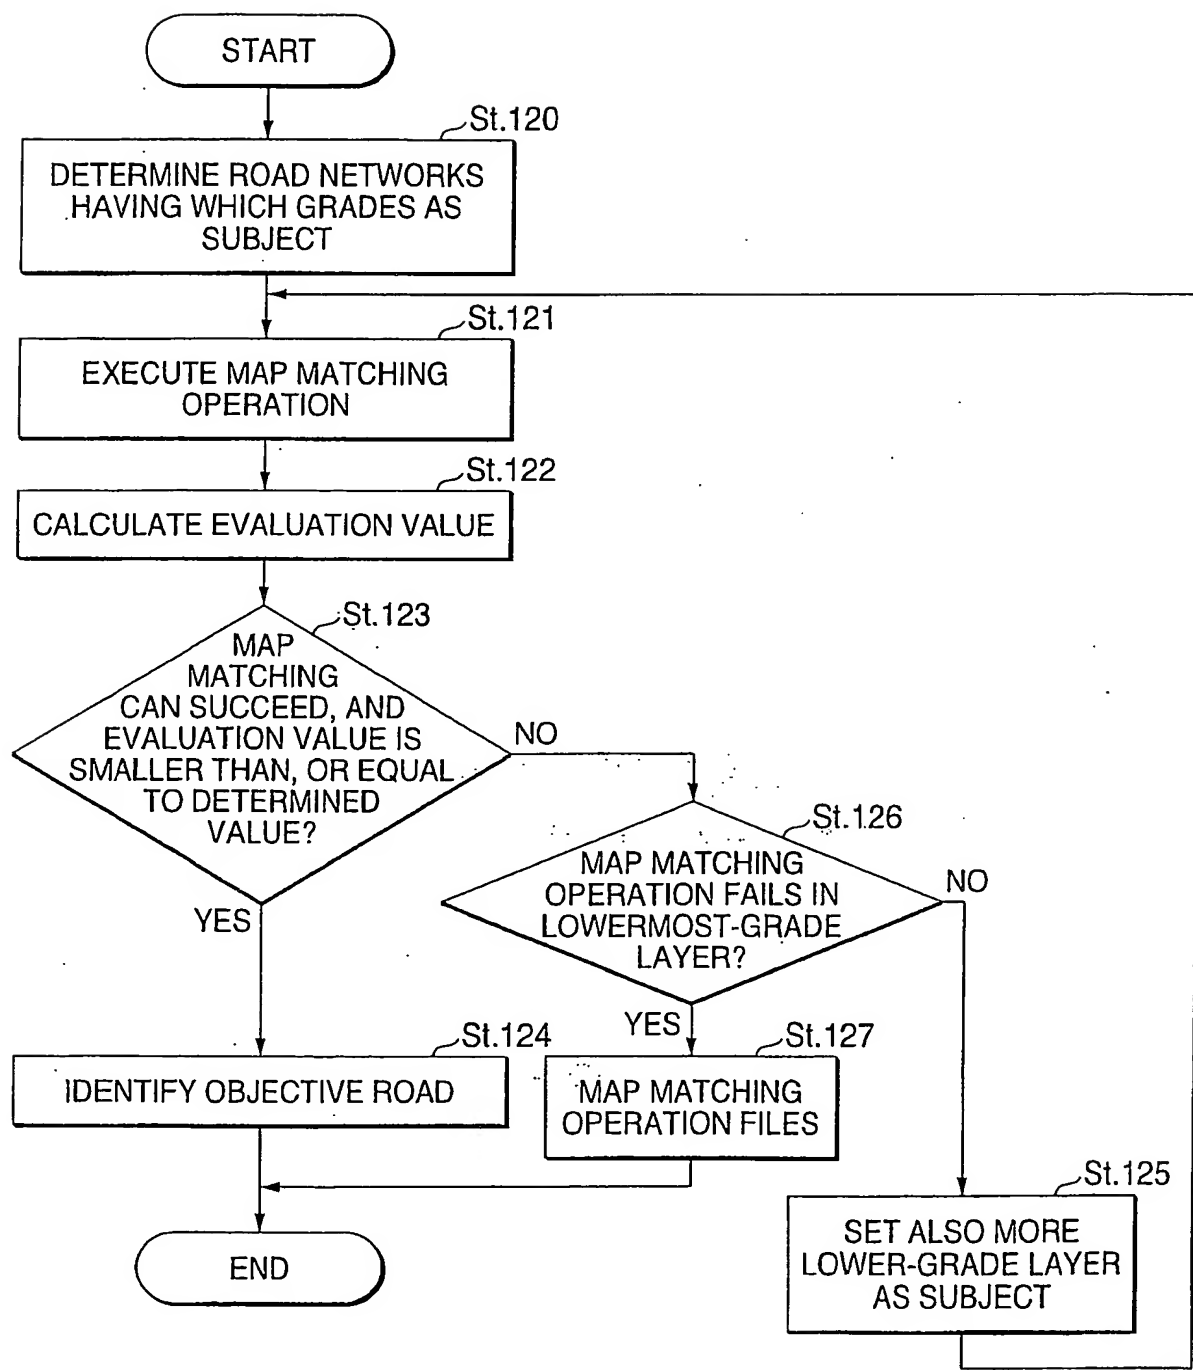 START
St.120
DETERMINE ROAD NETWORKS
HAVING WHICH GRADES AS
SUBJECT
St.121
EXECUTE MAP MATCHING
OPERATION
St.122
CALCULATE EVALUATION VALUE
St.123
MAP
MATCHING
CAN SUCCEED, AND
EVALUATION VALUE IS
SMALLER THAN, OR EQUAL
TO DETERMINED
VALUE?
NO
YES
St.126
MAP MATCHING
OPERATION FAILS IN
LOWERMOST-GRADE
LAYER?
NO
YES
St.124
IDENTIFY OBJECTIVE ROAD
St.127
MAP MATCHING
OPERATION FILES
St.125
SET ALSO MORE
LOWER-GRADE LAYER
AS SUBJECT
END